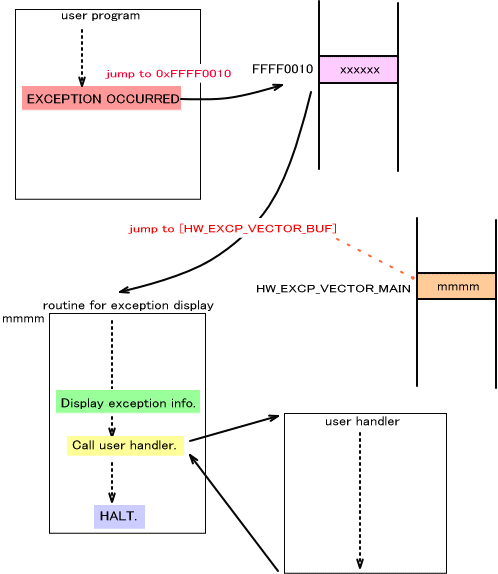 user program
jump to 0xFFFF0010
FFFF0010
xxxxxx
EXCEPTION OCCURRED
jump to [HW_EXCP_VECTOR_BUF]
HW_EXCP_VECTOR_MAIN
mmmm
routine for exception display
mmmm
Display exception info.
Call user handler.
user handler
HALT.